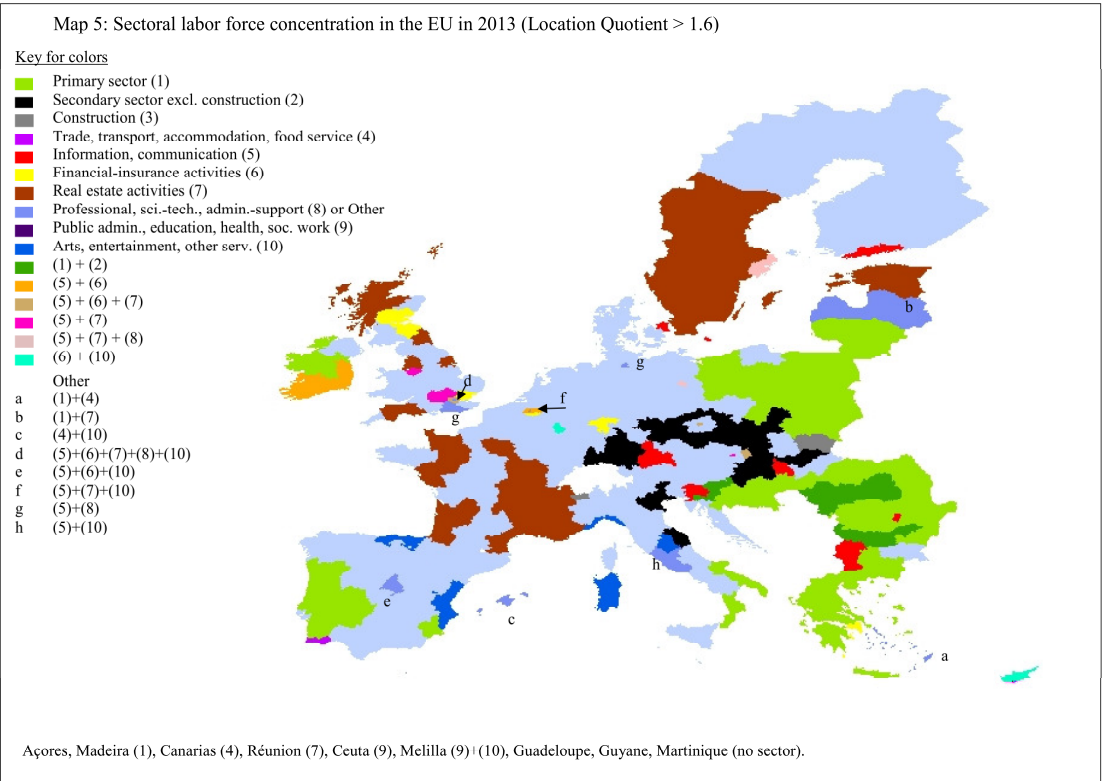 Map 5: Sectoral labor force concentration in the EU in 2013 (Location Quotient > 1.6)
Key for colors
Primary sector (1)
Secondary sector excl. construction (2)
Construction (3)
Trade, transport, accommodation, food service (4)
Information, communication (5)
Financial-insurance activities (6)
Real estate activities (7)
Professional, sci.-tech., admin.-support (8) or Other
Public admin., education, health, soc. work (9)
Arts, entertainment, other serv. (10)
(1) + (2)
(5) + (6)
(5) + (6) + (7)
(5) + (7)
(5) + (7) + (8)
(6) + (10)
Other
a (1)+(4)
b (1)+(7)
c (4)+(10)
d (5)+(6)+(7)+(8)+(10)
e (5)+(6)+(10)
f (5)+(7)+(10)
g (5)+(8)
h (5)+(10)
b
g
d
f
g
h
e
c
a
Açores, Madeira (1), Canarias (4), Réunion (7), Ceuta (9), Melilla (9)+(10), Guadeloupe, Guyane, Martinique (no sector).